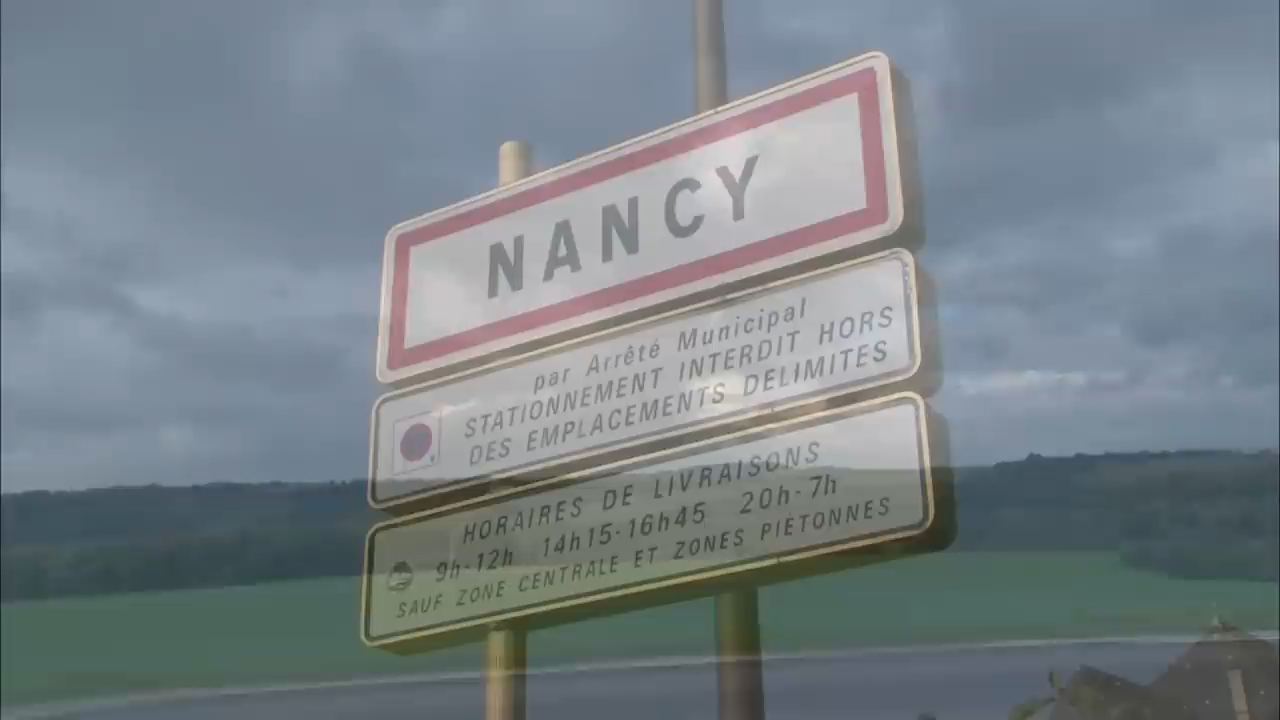 NANCY
par Arrêté Municipal
STATIONNEMENT INTERDIT HORS
DES EMPLACEMENTS DELIMITES
HORAIRES DE LIVRAISONS
9h-12h 14h15-16h45 20h-7h
SAUF ZONE CENTRALE ET ZONES PIETONNES